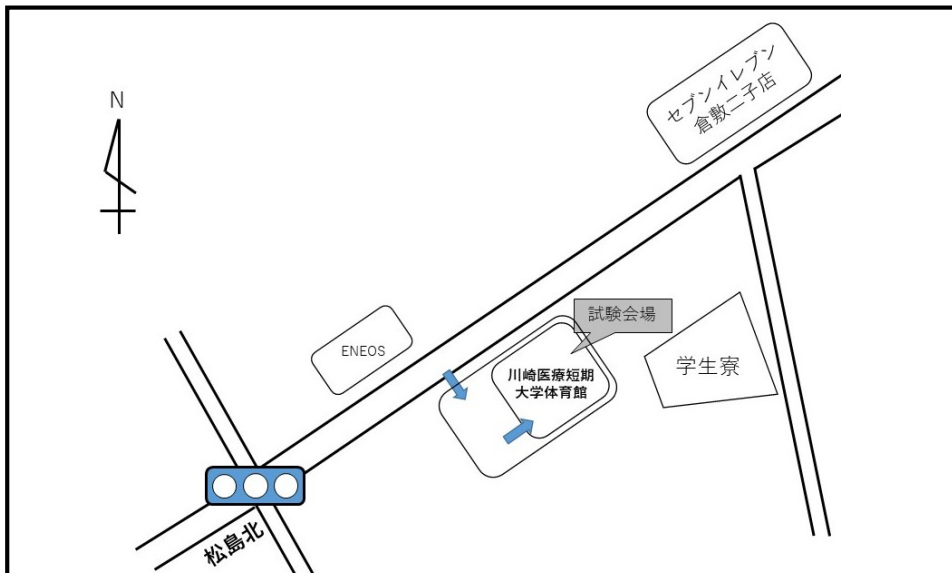 セブンイレブン
倉敷二子店
N
試験会場
ENEOS
川崎医療短期
大学体育館
学生寮
松島北